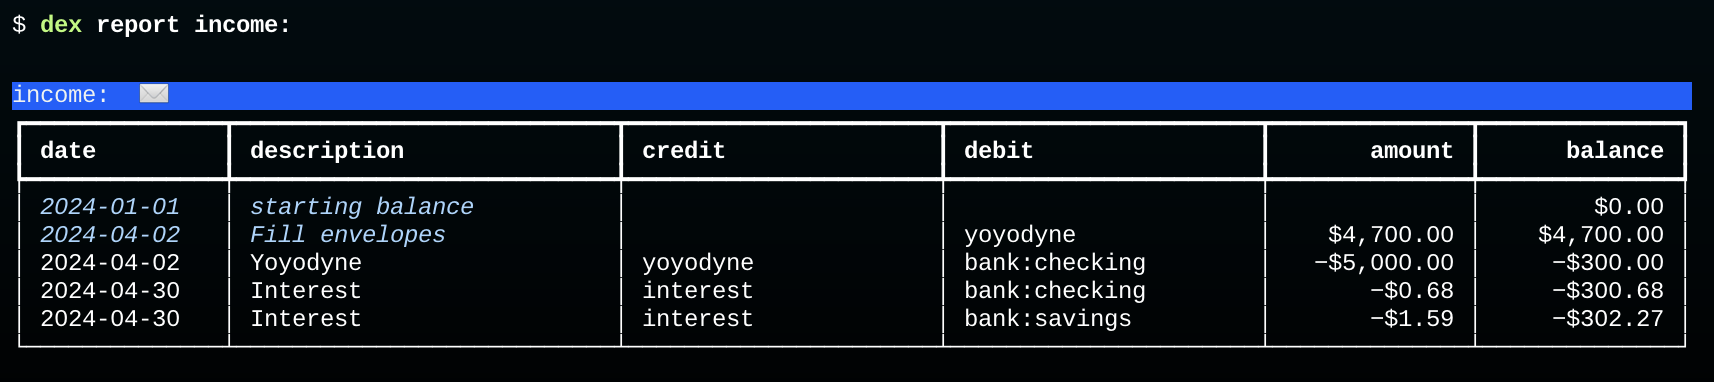 $ dex report income:
income: ✉
date description credit debit amount balance
2024-01-01 starting balance $0.00
2024-04-02 Fill envelopes yoyodyne $4,700.00 $4,700.00
2024-04-02 Yoyodyne yoyodyne bank:checking −$5,000.00 −$300.00
2024-04-30 Interest interest bank:checking −$0.68 −$300.68
2024-04-30 Interest interest bank:savings −$1.59 −$302.27